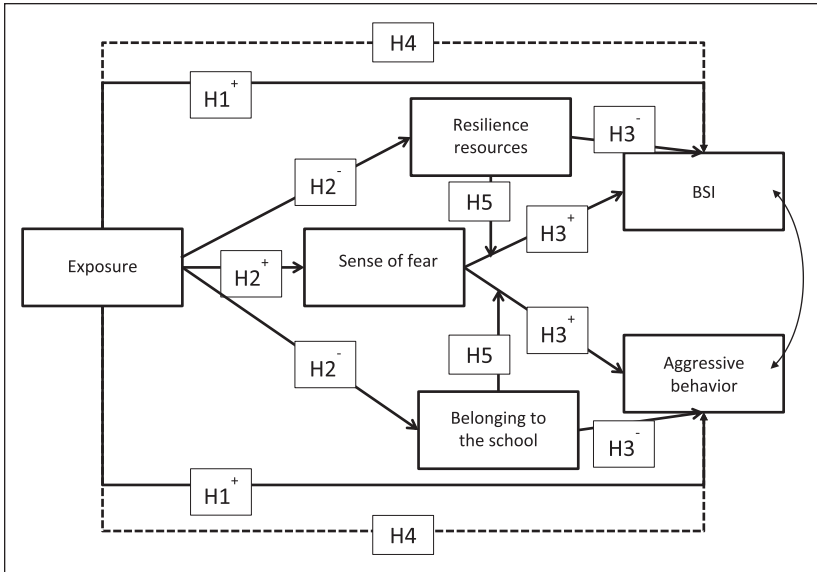 H4
H1+
Resilience
resources
H3-
BSI
H2-
H5
H3+
Exposure
H2+
Sense of fear
H3+
H5
H2-
Aggressive
behavior
Belonging to
the school
H3-
H1+
H4